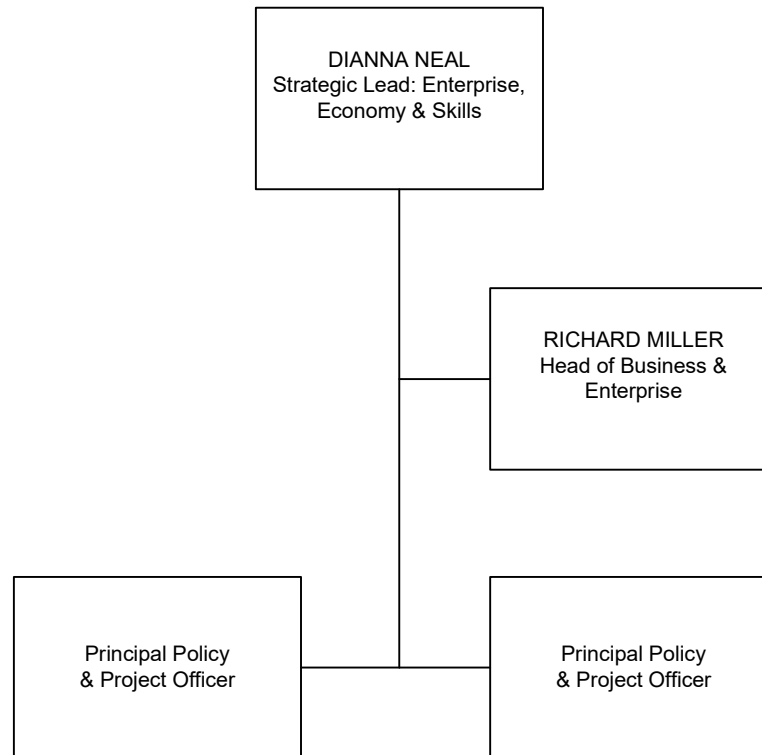 DIANNA NEAL
Strategic Lead: Enterprise,
Economy & Skills
RICHARD MILLER
Head of Business &
Enterprise
Principal Policy
& Project Officer
Principal Policy
& Project Officer